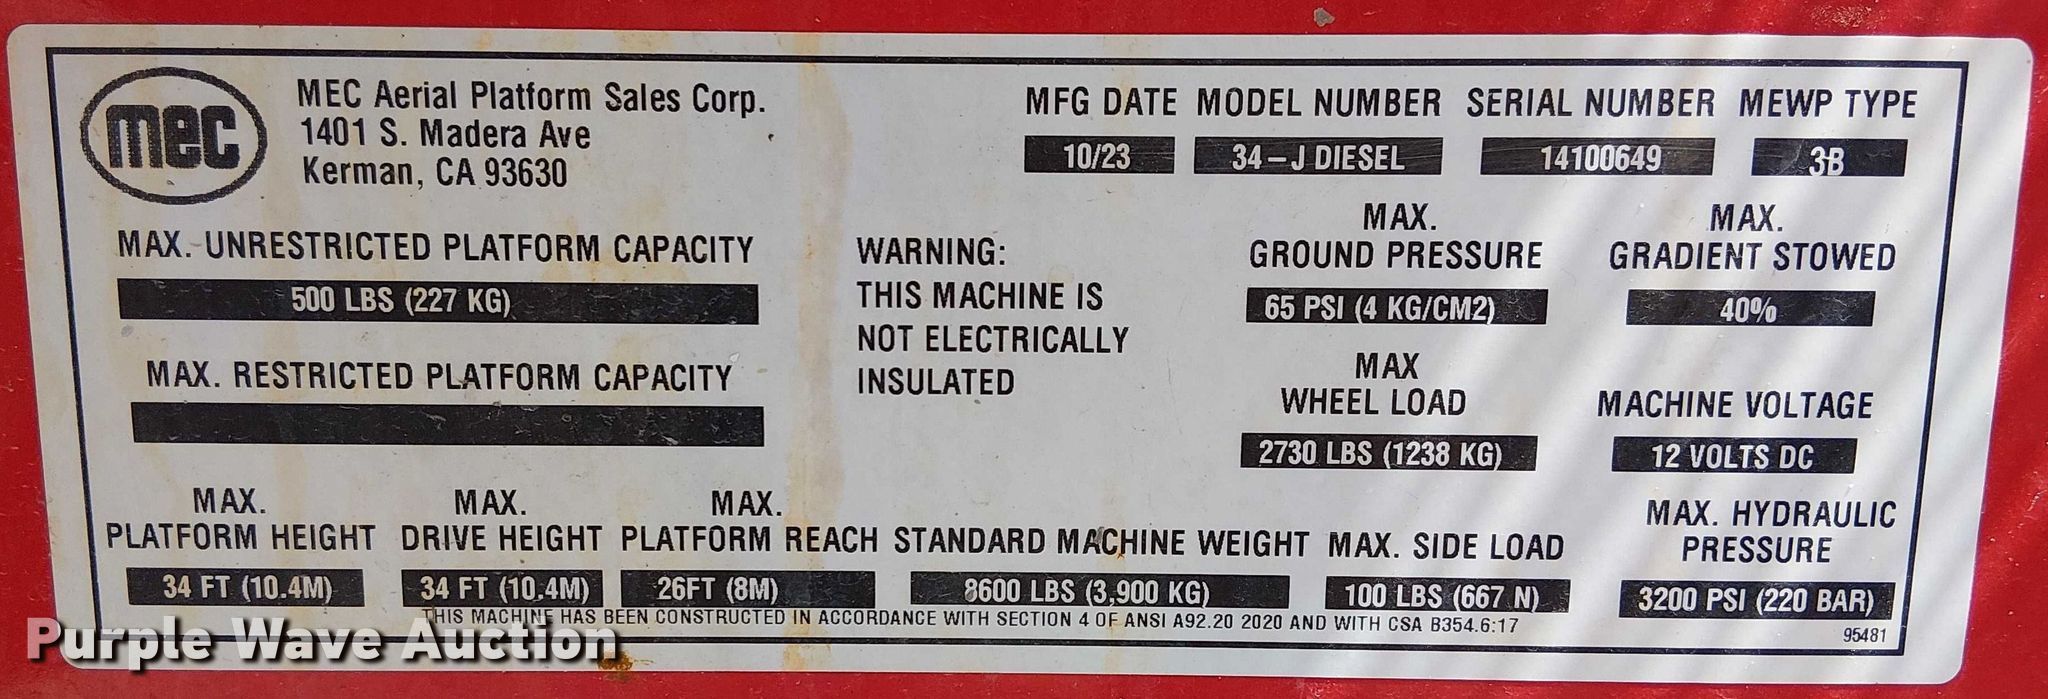 mec
MEC Aerial Platform Sales Corp.
1401 S. Madera Ave
Kerman, CA 93630
MFG DATE
10/23
MODEL NUMBER
34-J DIESEL
SERIAL NUMBER
14100649
MEWP TYPE
3B
MAX. UNRESTRICTED PLATFORM CAPACITY
500 LBS (227 KG)
MAX. RESTRICTED PLATFORM CAPACITY
WARNING:
THIS MACHINE IS
NOT ELECTRICALLY
INSULATED
MAX.
GROUND PRESSURE
65 PSI (4 KG/CM2)
MAX.
GRADIENT STOWED
40%
MAX
WHEEL LOAD
2730 LBS (1238 KG)
MACHINE VOLTAGE
12 VOLTS DC
MAX.
PLATFORM HEIGHT
34 FT (10.4M)
MAX.
DRIVE HEIGHT
34 FT (10.4M)
MAX.
PLATFORM REACH
26FT (8M)
STANDARD MACHINE WEIGHT
8600 LBS (3,900 KG)
MAX. SIDE LOAD
100 LBS (667 N)
MAX. HYDRAULIC
PRESSURE
3200 PSI (220 BAR)
THIS MACHINE HAS BEEN CONSTRUCTED IN ACCORDANCE WITH SECTION 4 OF ANSI A92.20 2020 AND WITH CSA B354.6:17
95481
Purple Wave Auction